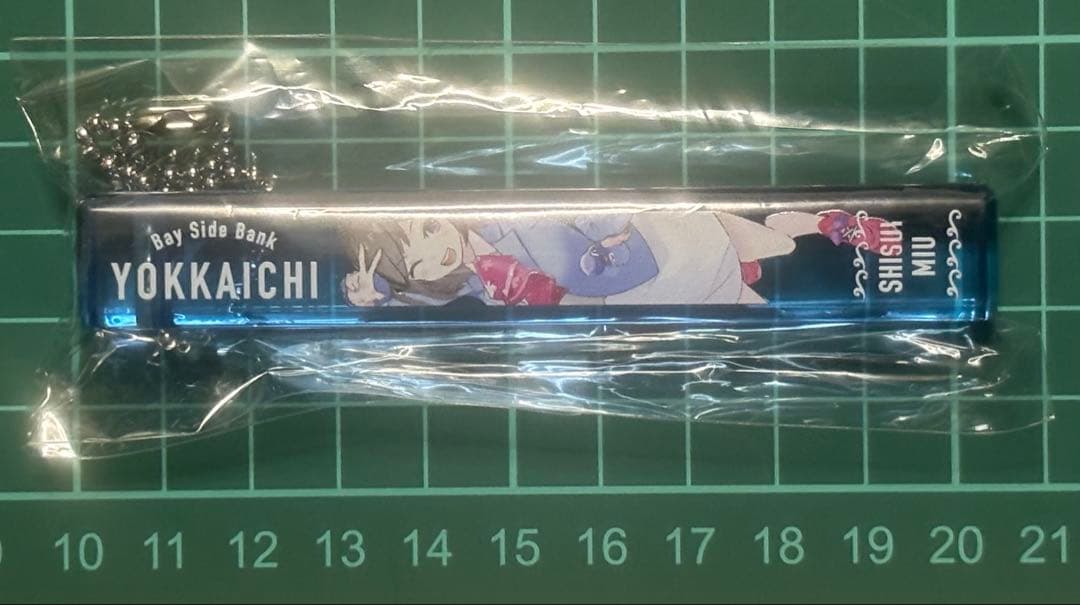 Bay Side Bank
YOKKAICHI
SHISUI
MIU
10 11 12 13 14 15 16 17 18 19 20 21